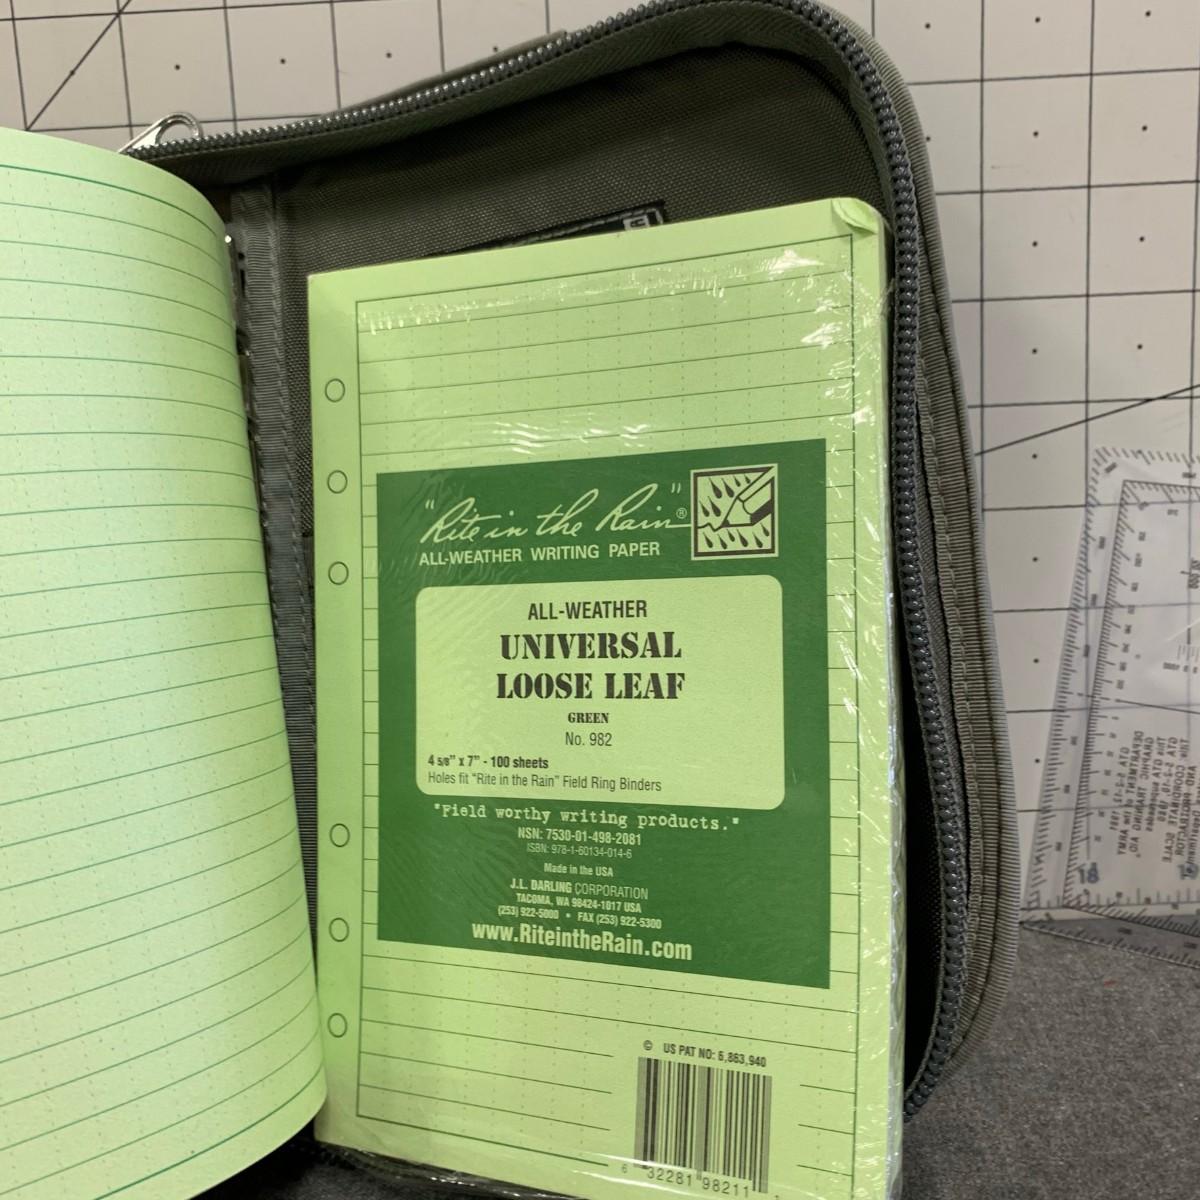 "Rite in the Rain"®
ALL-WEATHER WRITING PAPER
ALL-WEATHER
UNIVERSAL
LOOSE LEAF
GREEN
No. 982
4 5/8" x 7" - 100 sheets
Holes fit "Rite in the Rain" Field Ring Binders
"Field worthy writing products."
NSN: 7530-01-498-2081
ISBN: 978-1-60134-014-6
Made in the USA
J.L. DARLING CORPORATION
TACOMA, WA 98424-1017 USA
(253) 922-5000 • FAX (253) 922-5300
www.RiteintheRain.com
© US PAT NO: 6,863,940
6 32281 98211 1
18